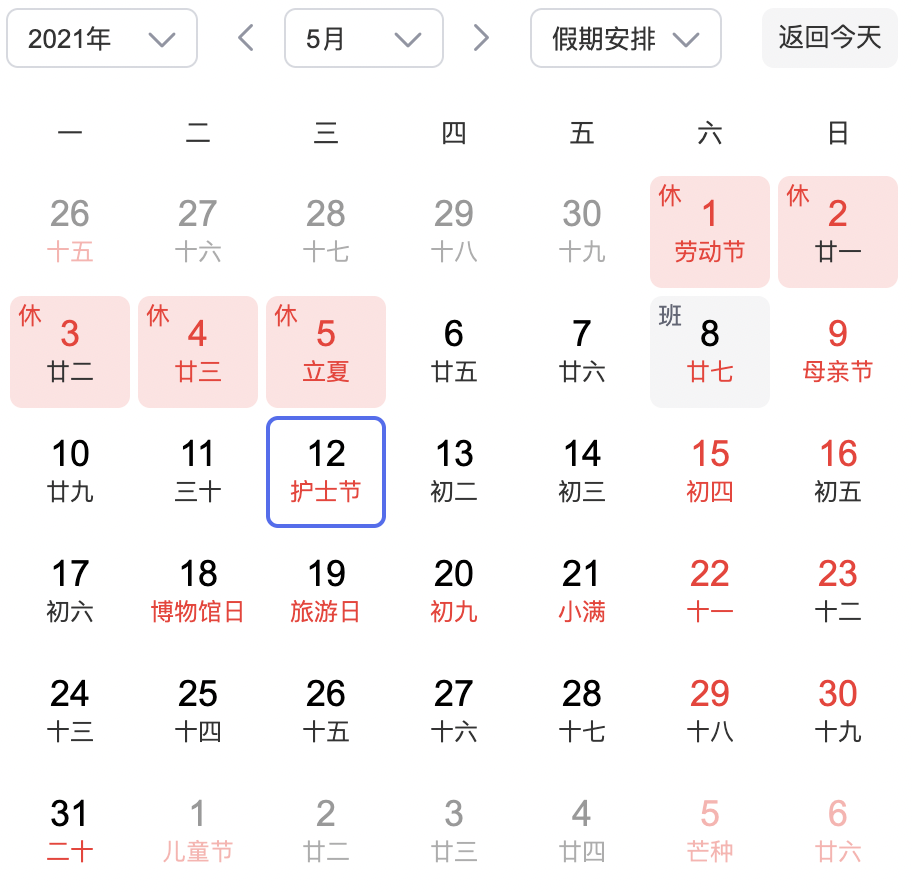 2021年 5月 假期安排 返回今天
一 二 三 四 五 六 日
26 27 28 29 30 休 1 休 2
十五 十六 十七 十八 十九 劳动节 廿一
休 3 休 4 休 5 6 7 班 8 9
廿二 廿三 立夏 廿五 廿六 廿七 母亲节
10 11 12 13 14 15 16
廿九 三十 护士节 初二 初三 初四 初五
17 18 19 20 21 22 23
初六 博物馆日 旅游日 初九 小满 十一 十二
24 25 26 27 28 29 30
十三 十四 十五 十六 十七 十八 十九
31 1 2 3 4 5 6
二十 儿童节 廿二 廿三 廿四 芒种 廿六